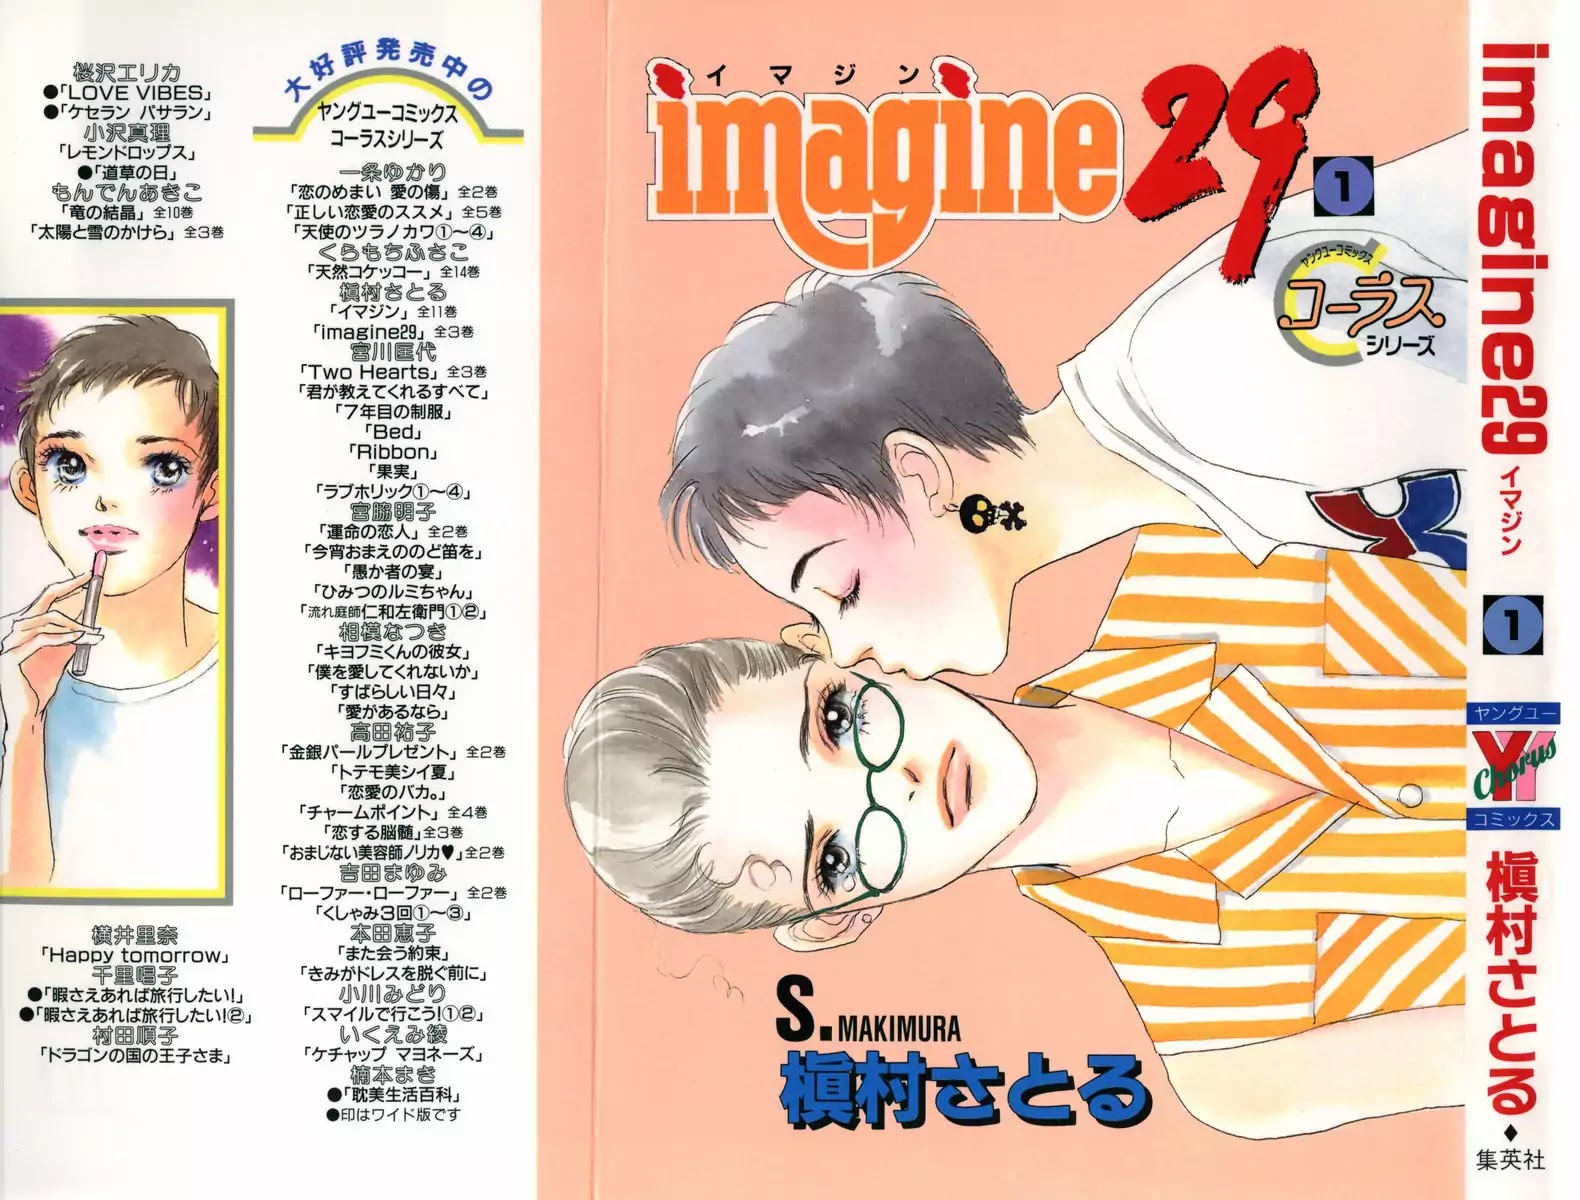 桜沢エリカ
●「LOVE VIBES」
●「ケセラン パサラン」
小沢真理
「レモンドロップス」
●「道草の日」
もんでんあきこ
「竜の結晶」全10巻
「太陽と雪のかけら」全3巻
横井里奈
「Happy tomorrow」
千里唱子
●「暇さえあれば旅行したい!」
●「暇さえあれば旅行したい!②」
村田順子
「ドラゴンの国の王子さま」
大好評発売中の
ヤングユーコミックス
コーラスシリーズ
一条ゆかり
「恋のめまい 愛の傷」全2巻
「正しい恋愛のススメ」全5巻
「天使のツラノカワ①〜④」
くらもちふさこ
「天然コケッコー」全14巻
槇村さとる
「イマジン」全11巻
「imagine29」全3巻
宮川匡代
「Two Hearts」全3巻
「君が教えてくれるすべて」
「7年目の制服」
「Bed」
「Ribbon」
「果実」
「ラブホリック①〜④」
宮脇明子
「運命の恋人」全2巻
「今宵おまえののど笛を」
「愚か者の宴」
「ひみつのルミちゃん」
「流れ庭師仁和左衛門①②」
相模なつき
「キヨフミくんの彼女」
「僕を愛してくれないか」
「すばらしい日々」
「愛があるなら」
高田祐子
「金銀パールプレゼント」全2巻
「トテモ美シイ夏」
「恋愛のバカ。」
「チャームポイント」全4巻
「恋する脳髄」全3巻
「おまじない美容師ノリカ♥」全2巻
吉田まゆみ
「ローファー・ローファー」全2巻
「くしゃみ3回①〜③」
本田恵子
「また会う約束」
「きみがドレスを脱ぐ前に」
小川みどり
「スマイルで行こう!①②」
いくえみ綾
「ケチャップ マヨネーズ」
楠本まき
●「耽美生活百科」
●印はワイド版です
イマジン
imagine29
1
ヤングユーコミックス
コーラス
シリーズ
S. MAKIMURA
槇村さとる
imagine29
イマジン
1
ヤングユー
YY
Chorus
コミックス
槇村さとる
♦
集英社